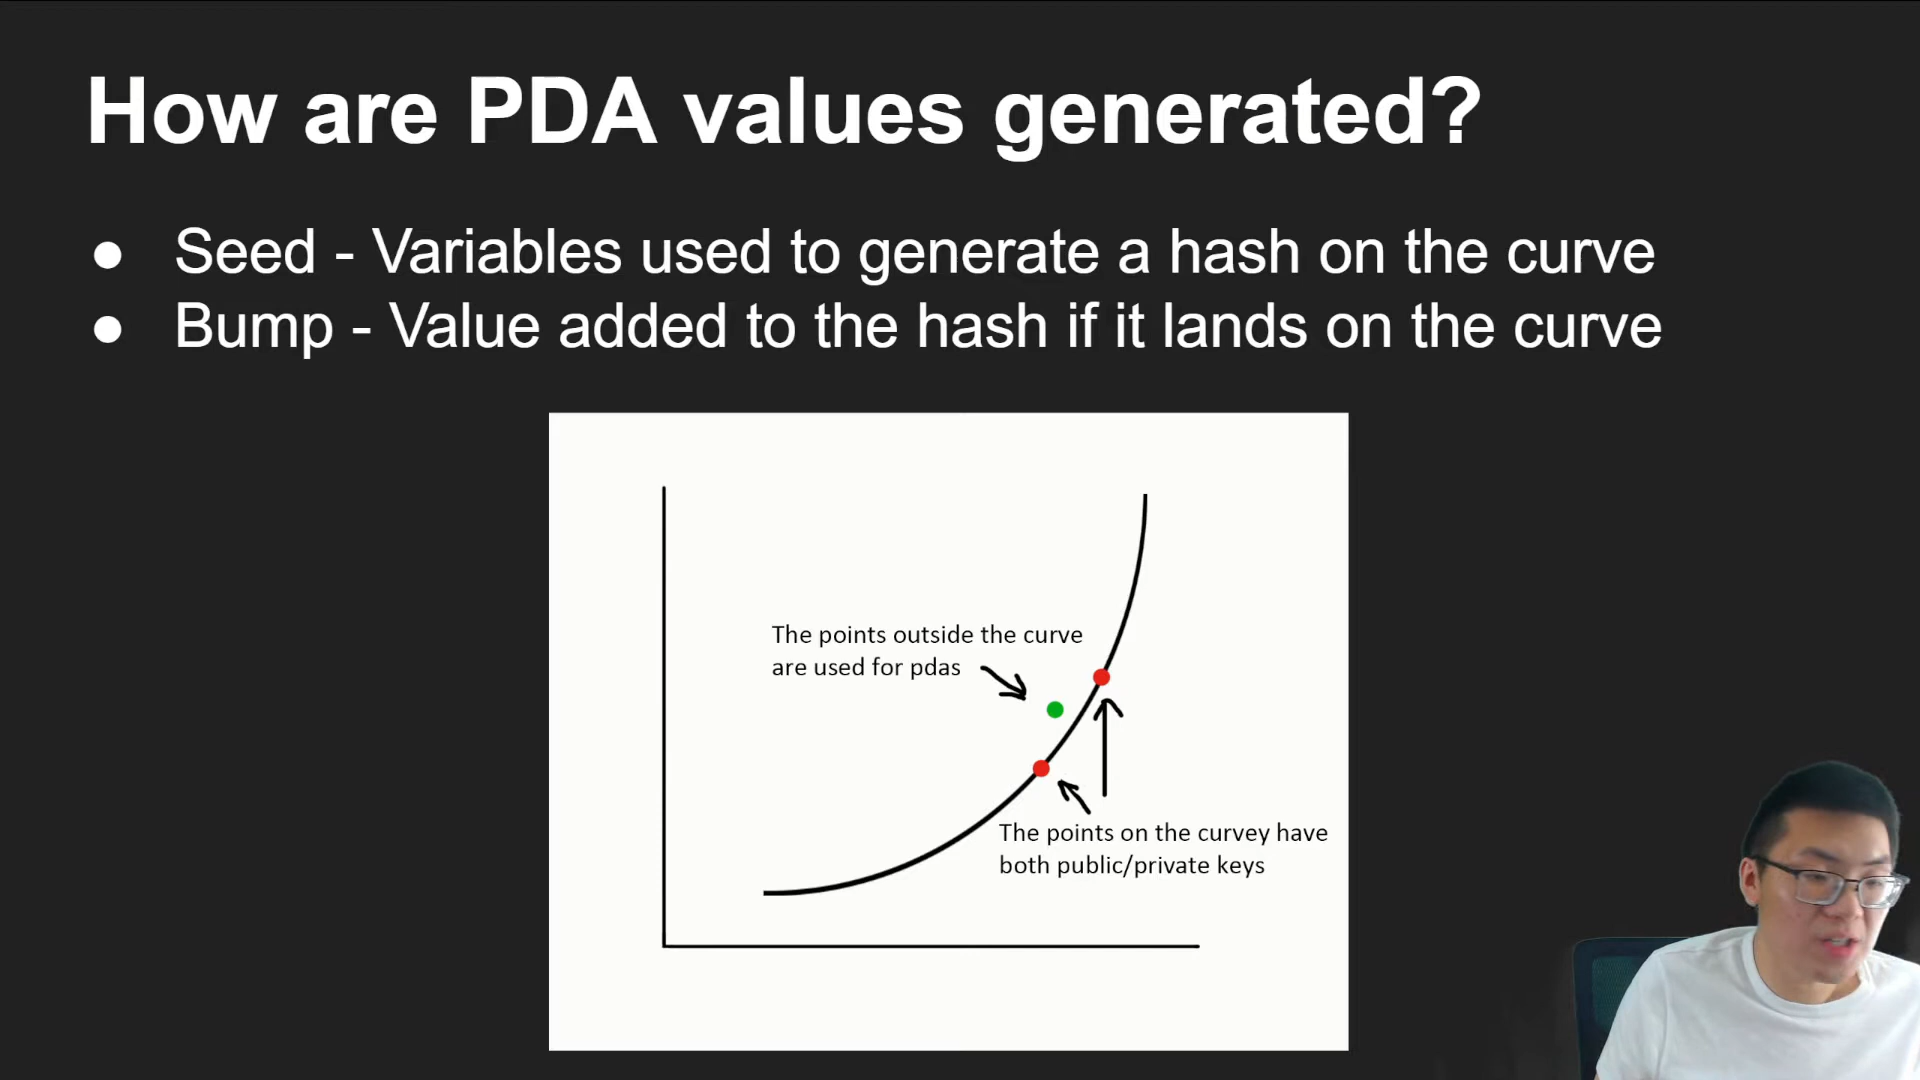 How are PDA values generated?
● Seed - Variables used to generate a hash on the curve
● Bump - Value added to the hash if it lands on the curve
The points outside the curve
are used for pdas
The points on the curvey have
both public/private keys